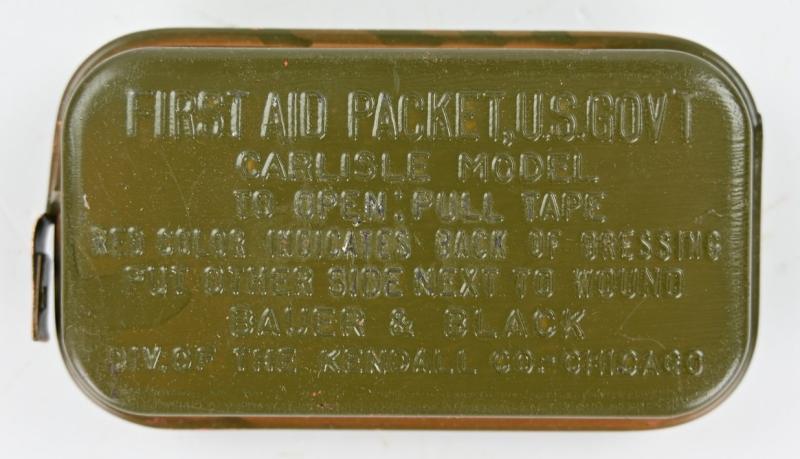 FIRST AID PACKET, U.S. GOV'T
CARLISLE MODEL
TO OPEN: PULL TAPE
RED COLOR INDICATES BACK OF DRESSING
PUT OTHER SIDE NEXT TO WOUND
BAUER & BLACK
DIV. OF THE KENDALL CO.-CHICAGO